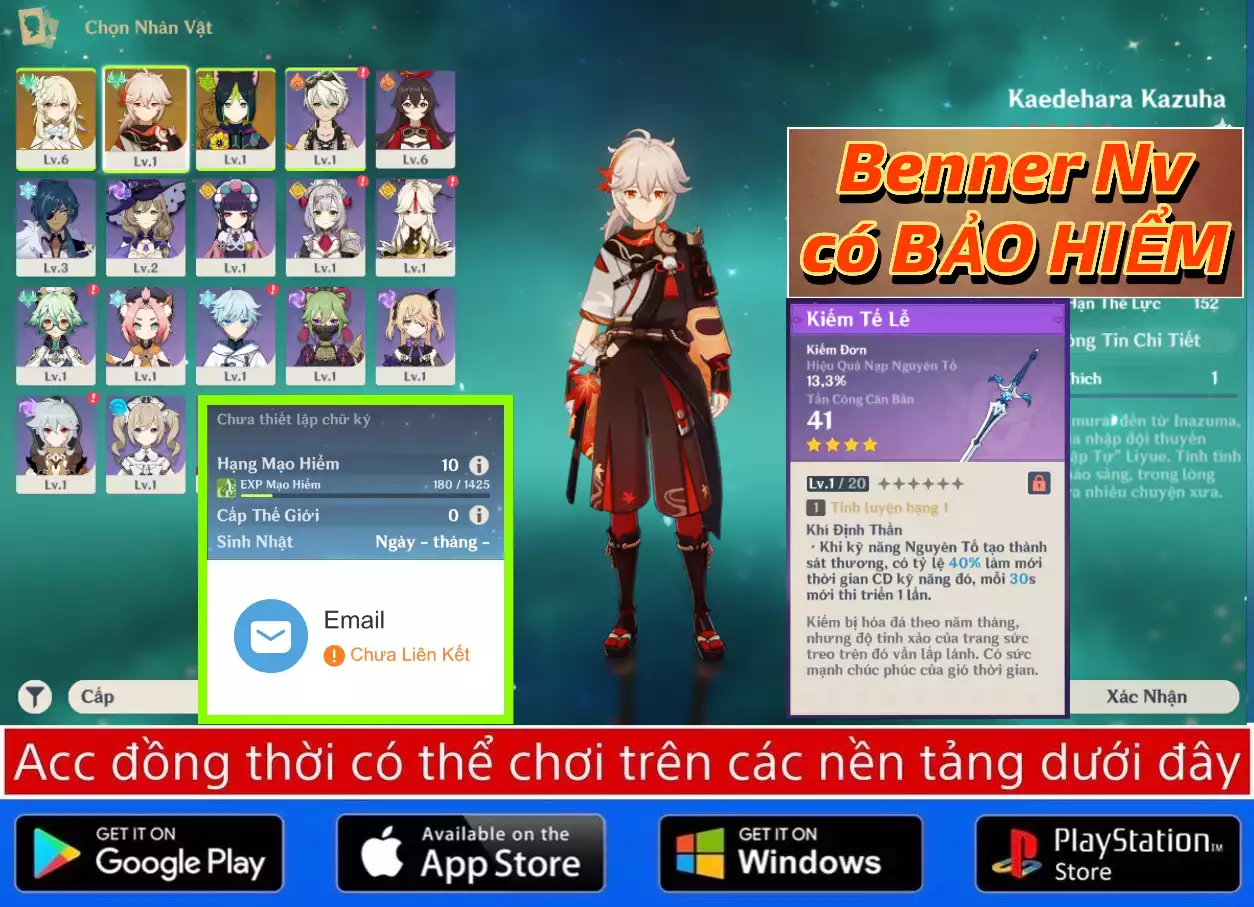 Chọn Nhân Vật
Lv.6
Lv.1
Lv.1
Lv.1
Lv.6
Lv.3
Lv.2
Lv.1
Lv.1
Lv.1
Lv.1
Lv.1
Lv.1
Lv.1
Lv.1
Lv.1
Lv.1
Kaedehara Kazuha
Benner Nv
có BẢO HIỂM
Hạn Thể Lực 152
ông Tin Chi Tiết
hích 1
murai đến từ Inazuma,
a nhập đội thuyền
ập Tự" Liyue. Tính tình
hào sảng, trong lòng
a nhiều chuyện xưa.
Kiếm Tế Lễ
Kiếm Đơn
Hiệu Quả Nạp Nguyên Tố
13,3%
Tấn Công Căn Bản
41
Lv.1 / 20
1 Tinh luyện hạng 1
Khí Định Thần
·Khi kỹ năng Nguyên Tố tạo thành
sát thương, có tỷ lệ 40% làm mới
thời gian CD kỹ năng đó, mỗi 30s
mới thi triển 1 lần.
Kiếm bị hóa đá theo năm tháng,
nhưng độ tinh xảo của trang sức
treo trên đó vẫn lấp lánh. Có sức
mạnh chúc phúc của gió thời gian.
Chưa thiết lập chữ ký
Hạng Mạo Hiểm 10
EXP Mạo Hiểm 180 / 1425
Cấp Thế Giới 0
Sinh Nhật Ngày - tháng -
Email
Chưa Liên Kết
Cấp
Xác Nhận
Acc đồng thời có thể chơi trên các nền tảng dưới đây
GET IT ON
Google Play
Available on the
App Store
GET IT ON
Windows
PlayStation™
Store